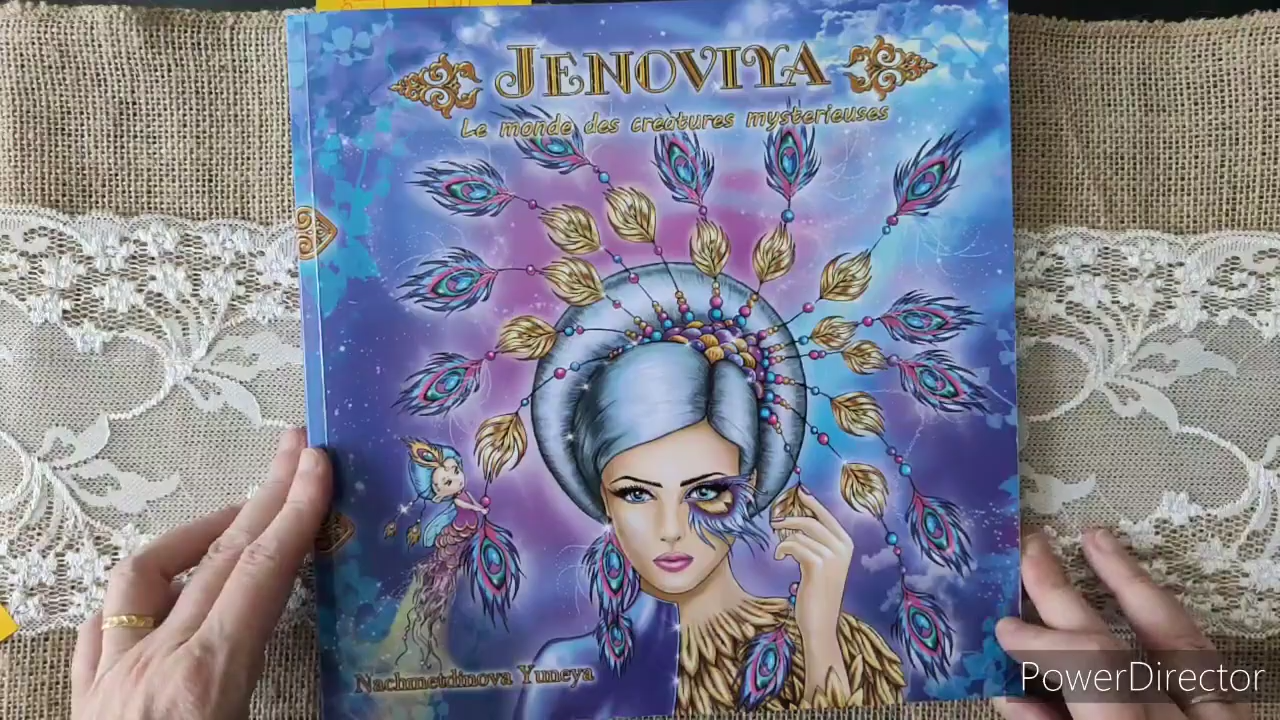 JENOVIYA
Le monde des creatures mysterieuses
Nachmetdinova Yuneya
PowerDirector